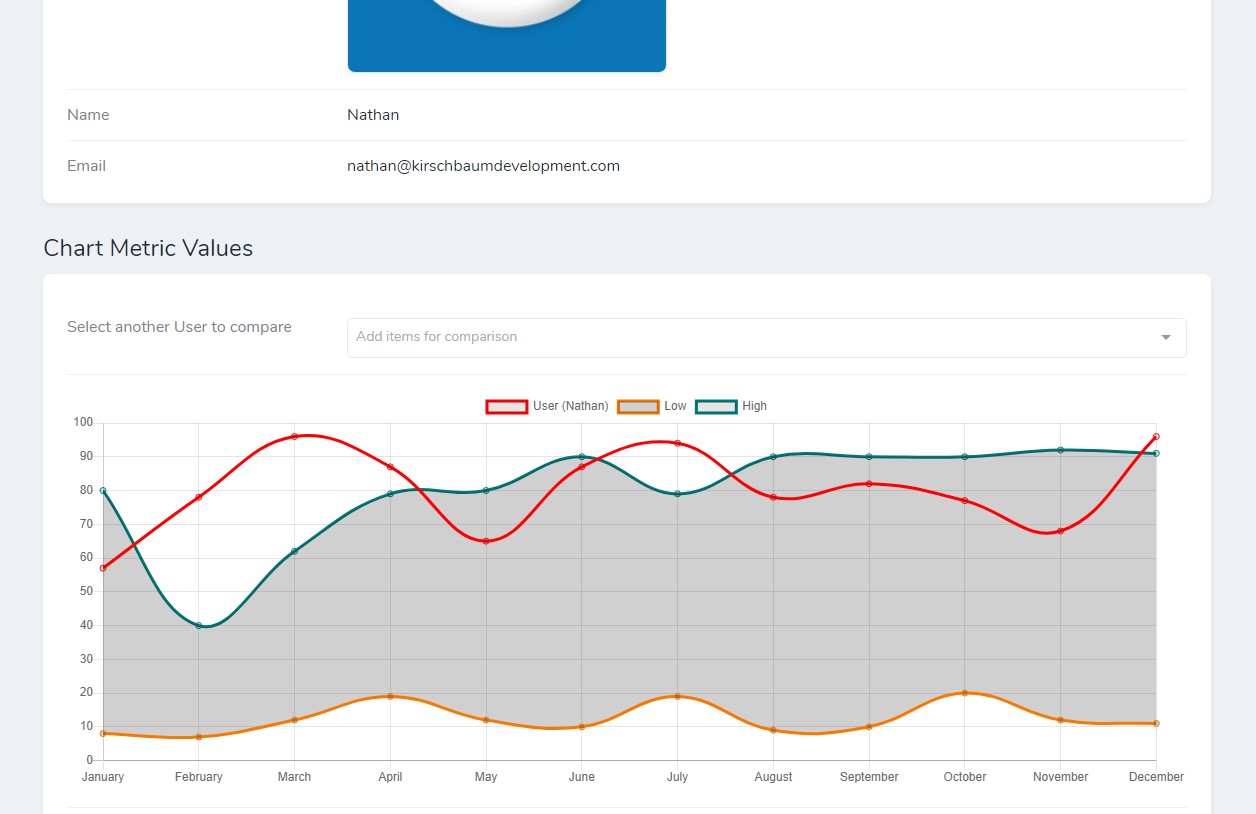 Name Nathan
Email nathan@kirschbaumdevelopment.com
Chart Metric Values
Select another User to compare Add items for comparison
User (Nathan) Low High
100
90
80
70
60
50
40
30
20
10
0
January February March April May June July August September October November December